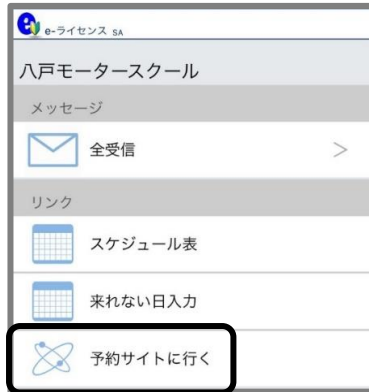 e-ライセンス SA
八戸モータースクール
メッセージ
全受信
リンク
スケジュール表
来れない日入力
予約サイトに行く